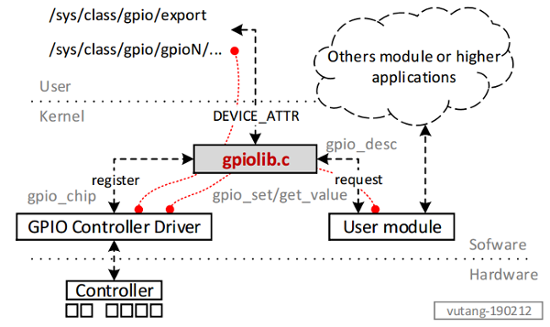 /sys/class/gpio/export
/sys/class/gpio/gpioN/...
Others module or higher
applications
User
Kernel
DEVICE_ATTR
gpiolib.c
gpio_desc
register
request
gpio_chip
gpio_set/get_value
GPIO Controller Driver
User module
Sofware
Hardware
Controller
vutang-190212